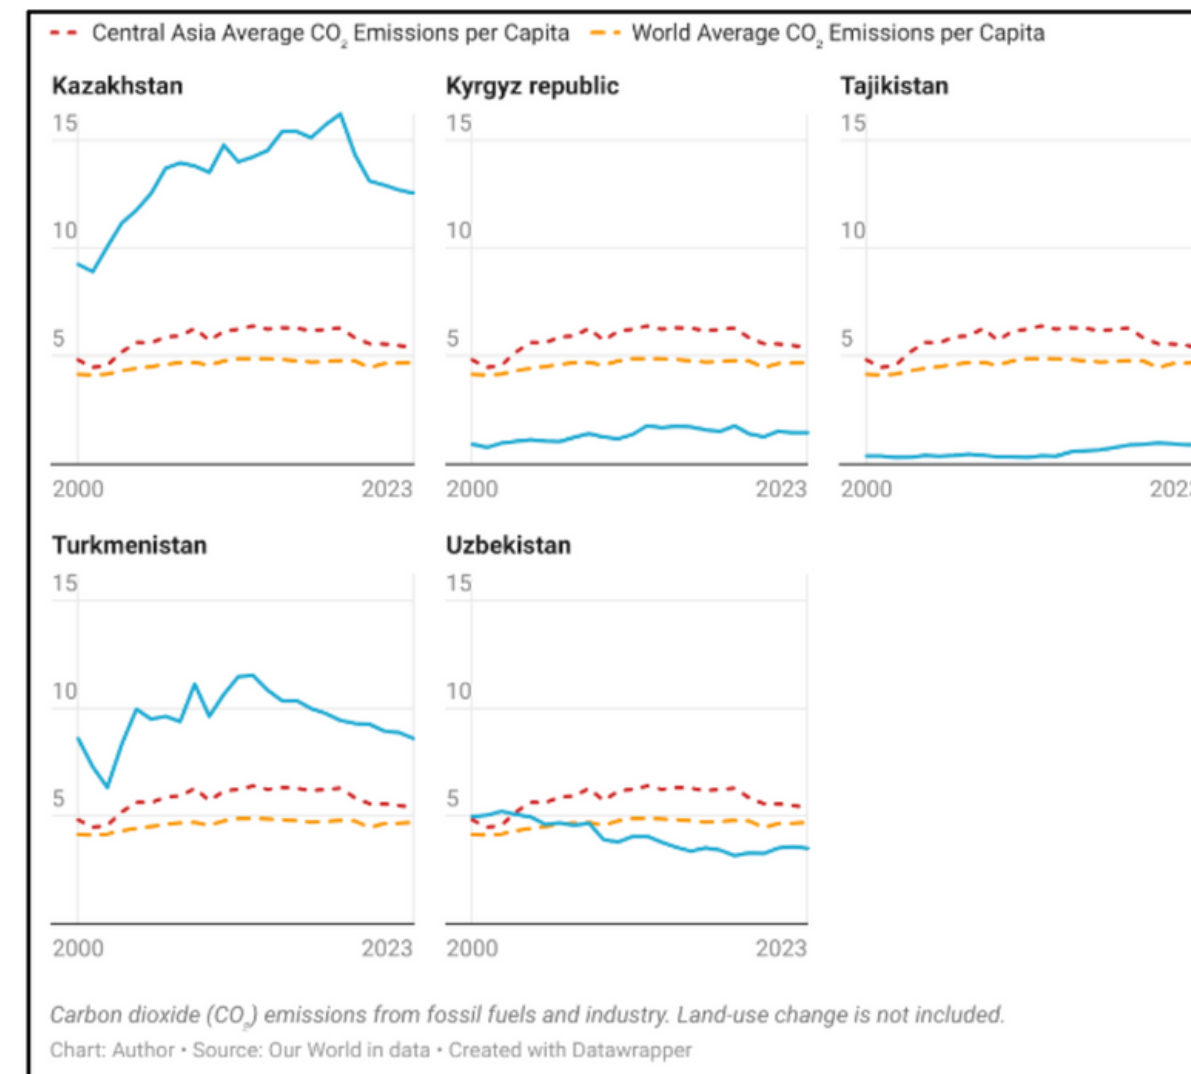 Central Asia Average CO₂ Emissions per Capita World Average CO₂ Emissions per Capita
Kazakhstan Kyrgyz republic Tajikistan
15 15 15
10 10 10
5 5 5
2000 2023 2000 2023 2000 202
Turkmenistan Uzbekistan
15 15
10 10
5 5
2000 2023 2000 2023
Carbon dioxide (CO₂) emissions from fossil fuels and industry. Land-use change is not included.
Chart: Author • Source: Our World in data • Created with Datawrapper